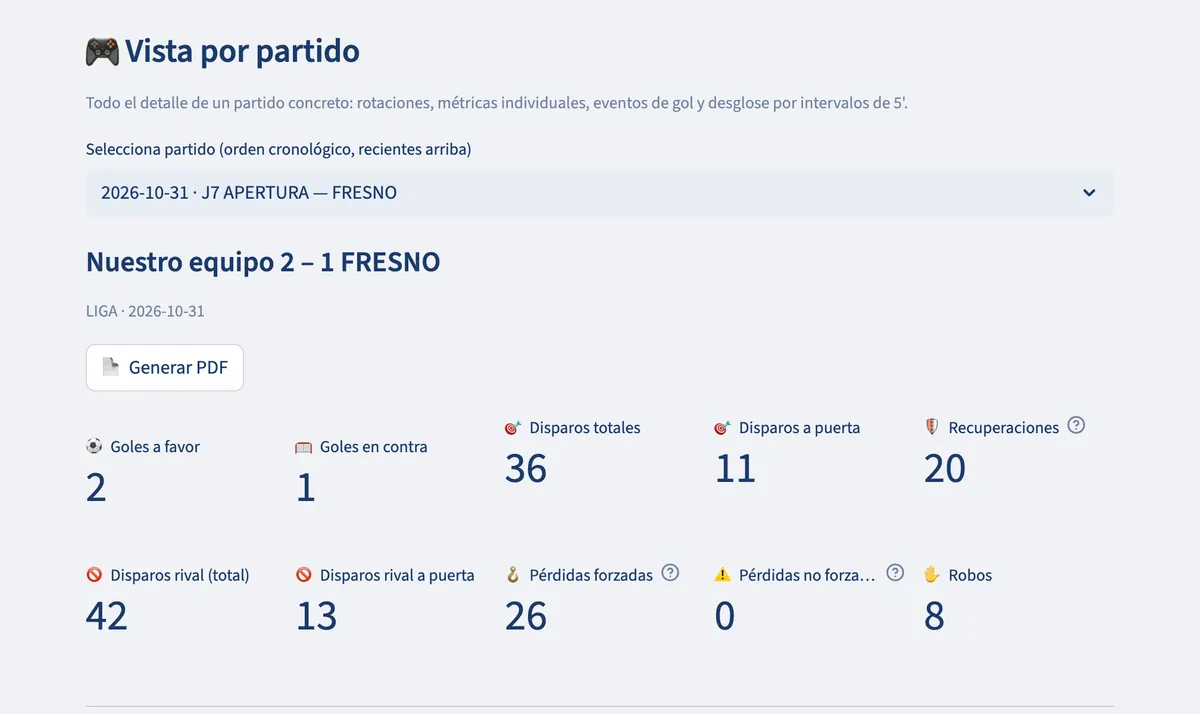 🎮 Vista por partido
Todo el detalle de un partido concreto: rotaciones, métricas individuales, eventos de gol y desglose por intervalos de 5'.
Selecciona partido (orden cronológico, recientes arriba)
2026-10-31 · J7 APERTURA — FRESNO
Nuestro equipo 2 – 1 FRESNO
LIGA · 2026-10-31
Generar PDF
Goles a favor
2
Goles en contra
1
Disparos totales
36
Disparos a puerta
11
Recuperaciones
20
Disparos rival (total)
42
Disparos rival a puerta
13
Pérdidas forzadas
26
Pérdidas no forza…
0
Robos
8